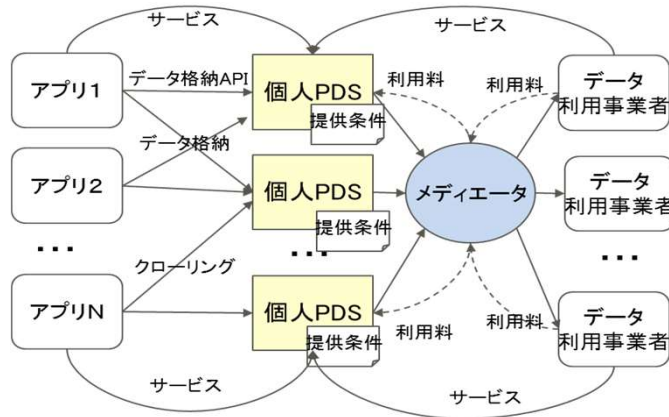 サービス
サービス
アプリ1
データ格納API
個人PDS
提供条件
利用料
利用料
データ
利用事業者
データ格納
アプリ2
個人PDS
提供条件
メディエータ
データ
利用事業者
...
...
...
クローリング
アプリN
個人PDS
提供条件
利用料
利用料
データ
利用事業者
サービス
サービス